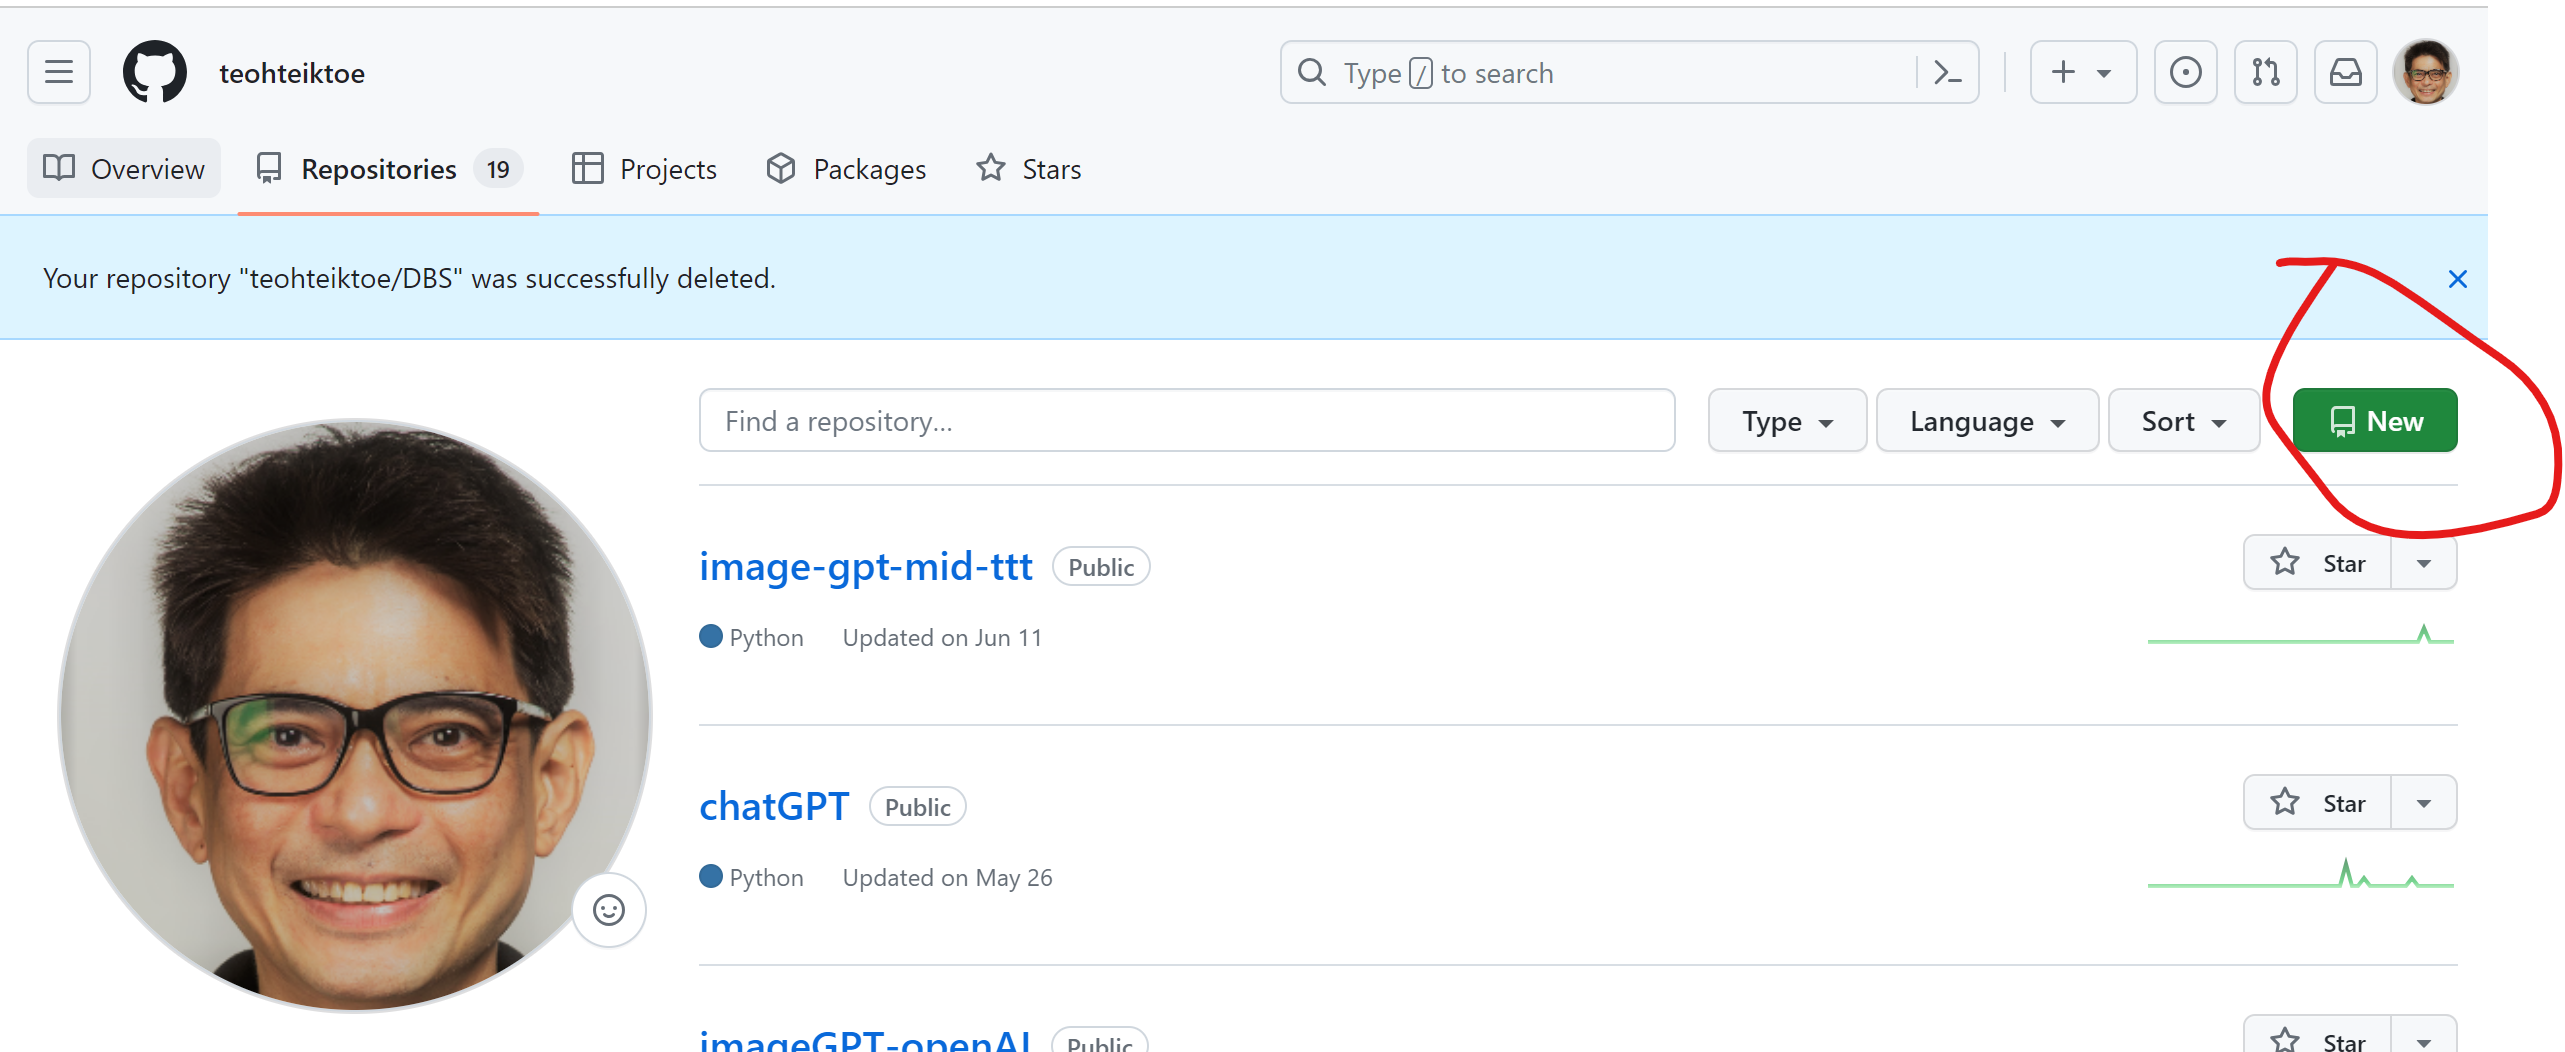 teohteiktoe
Type / to search
Overview
Repositories 19
Projects
Packages
Stars
Your repository "teohteiktoe/DBS" was successfully deleted.
Find a repository...
Type
Language
Sort
New
image-gpt-mid-ttt Public
Star
Python Updated on Jun 11
chatGPT Public
Star
Python Updated on May 26
imageGPT-openAI Public
Star